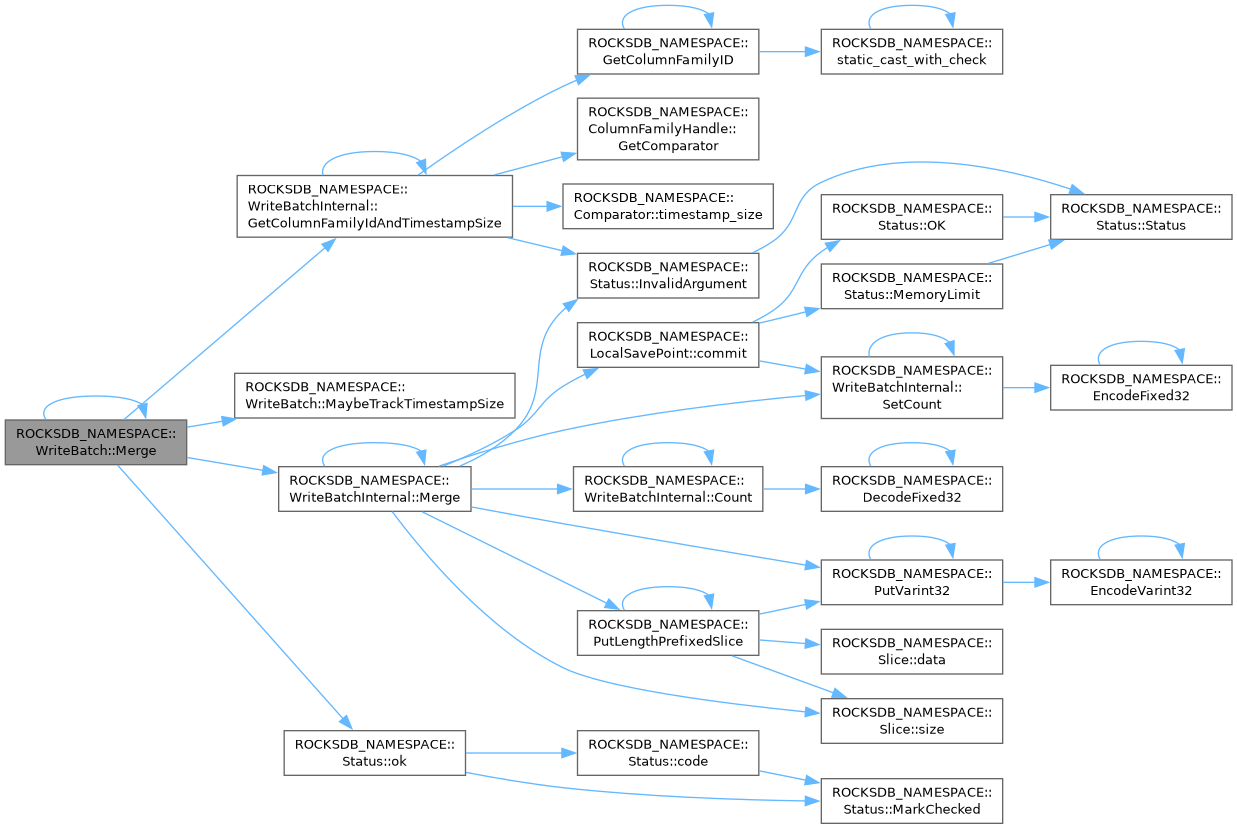 ROCKSDB_NAMESPACE::
WriteBatch::Merge
ROCKSDB_NAMESPACE::
WriteBatchInternal::
GetColumnFamilyIdAndTimestampSize
ROCKSDB_NAMESPACE::
WriteBatch::MaybeTrackTimestampSize
ROCKSDB_NAMESPACE::
WriteBatchInternal::Merge
ROCKSDB_NAMESPACE::
Status::ok
ROCKSDB_NAMESPACE::
GetColumnFamilyID
ROCKSDB_NAMESPACE::
ColumnFamilyHandle::
GetComparator
ROCKSDB_NAMESPACE::
Comparator::timestamp_size
ROCKSDB_NAMESPACE::
Status::InvalidArgument
ROCKSDB_NAMESPACE::
LocalSavePoint::commit
ROCKSDB_NAMESPACE::
WriteBatchInternal::Count
ROCKSDB_NAMESPACE::
PutLengthPrefixedSlice
ROCKSDB_NAMESPACE::
Status::code
ROCKSDB_NAMESPACE::
static_cast_with_check
ROCKSDB_NAMESPACE::
Status::OK
ROCKSDB_NAMESPACE::
Status::MemoryLimit
ROCKSDB_NAMESPACE::
WriteBatchInternal::
SetCount
ROCKSDB_NAMESPACE::
DecodeFixed32
ROCKSDB_NAMESPACE::
PutVarint32
ROCKSDB_NAMESPACE::
Slice::data
ROCKSDB_NAMESPACE::
Slice::size
ROCKSDB_NAMESPACE::
Status::MarkChecked
ROCKSDB_NAMESPACE::
Status::Status
ROCKSDB_NAMESPACE::
EncodeFixed32
ROCKSDB_NAMESPACE::
EncodeVarint32